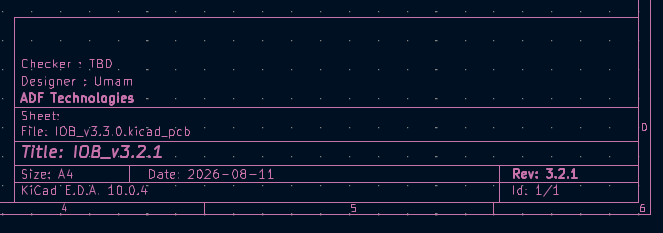 Checker : TBD
Designer : Umam
ADF Technologies
Sheet:
File: IOB_v3.3.0.kicad_pcb
D
Title: IOB_v3.2.1
Size: A4 Date: 2026-08-11 Rev: 3.2.1
KiCad E.D.A. 10.0.4 Id: 1/1
4 5 6